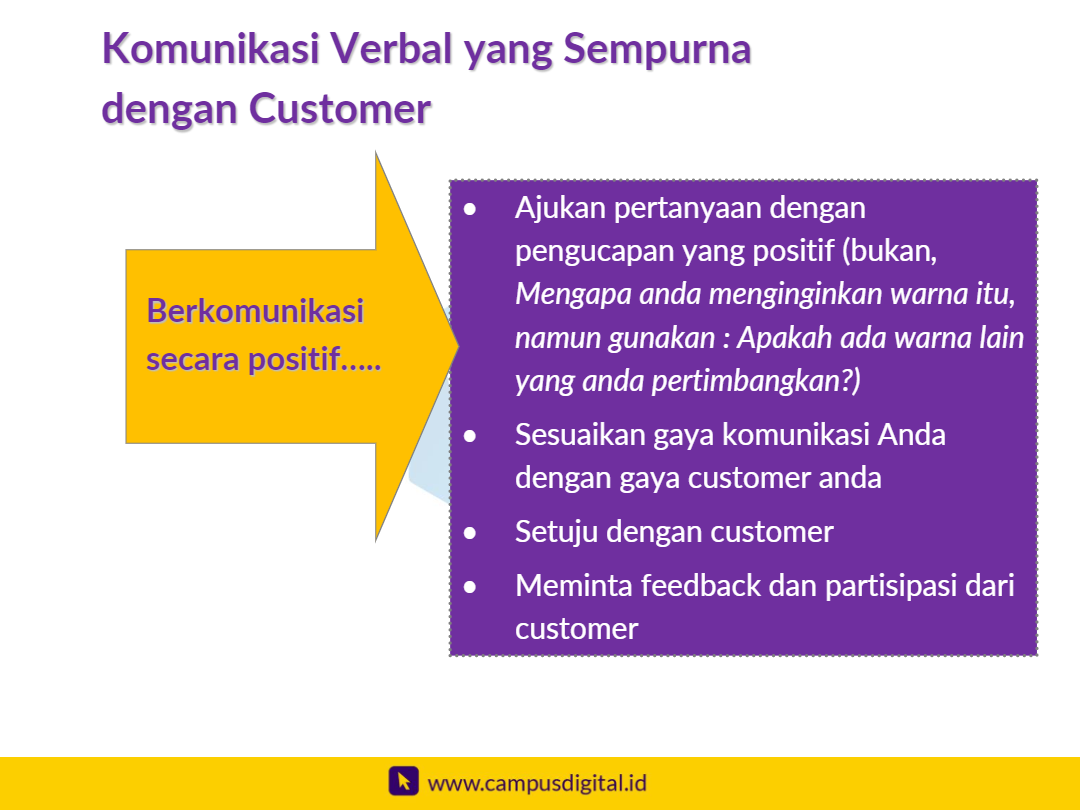 Komunikasi Verbal yang Sempurna
dengan Customer
Berkomunikasi
secara positif.....
• Ajukan pertanyaan dengan
pengucapan yang positif (bukan,
Mengapa anda menginginkan warna itu,
namun gunakan : Apakah ada warna lain
yang anda pertimbangkan?)
• Sesuaikan gaya komunikasi Anda
dengan gaya customer anda
• Setuju dengan customer
• Meminta feedback dan partisipasi dari
customer
www.campusdigital.id